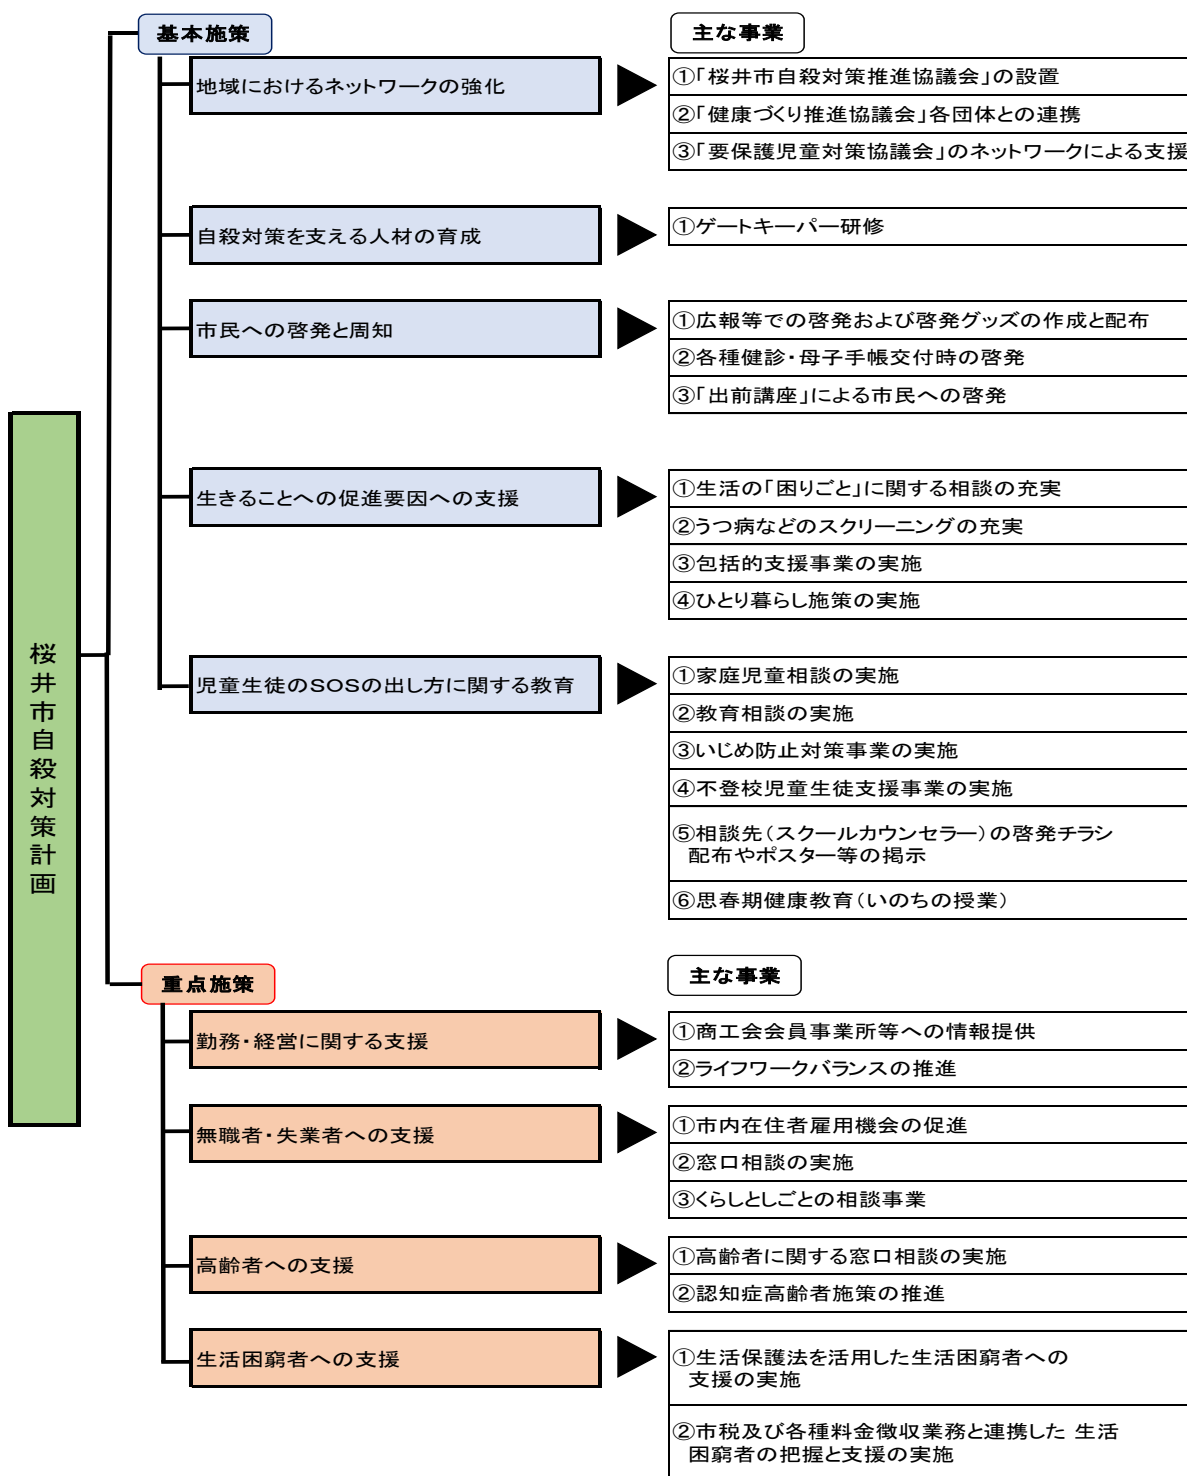 桜井市自殺対策計画
基本施策
主な事業
地域におけるネットワークの強化
①「桜井市自殺対策推進協議会」の設置
②「健康づくり推進協議会」各団体との連携
③「要保護児童対策協議会」のネットワークによる支援
自殺対策を支える人材の育成
①ゲートキーパー研修
市民への啓発と周知
①広報等での啓発および啓発グッズの作成と配布
②各種健診・母子手帳交付時の啓発
③「出前講座」による市民への啓発
生きることへの促進要因への支援
①生活の「困りごと」に関する相談の充実
②うつ病などのスクリーニングの充実
③包括的支援事業の実施
④ひとり暮らし施策の実施
児童生徒のSOSの出し方に関する教育
①家庭児童相談の実施
②教育相談の実施
③いじめ防止対策事業の実施
④不登校児童生徒支援事業の実施
⑤相談先（スクールカウンセラー）の啓発チラシ
配布やポスター等の掲示
⑥思春期健康教育（いのちの授業）
重点施策
主な事業
勤務・経営に関する支援
①商工会会員事業所等への情報提供
②ライフワークバランスの推進
無職者・失業者への支援
①市内在住者雇用機会の促進
②窓口相談の実施
③くらしとしごとの相談事業
高齢者への支援
①高齢者に関する窓口相談の実施
②認知症高齢者施策の推進
生活困窮者への支援
①生活保護法を活用した生活困窮者への
支援の実施
②市税及び各種料金徴収業務と連携した 生活
困窮者の把握と支援の実施